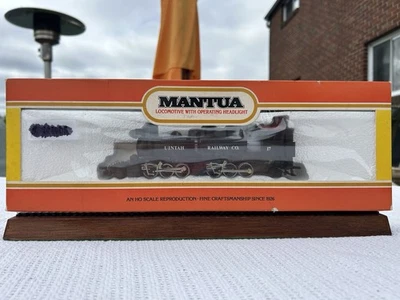 MANTUA
LOCOMOTIVE WITH OPERATING HEADLIGHT
UINTAH RAILWAY CO
AN HO SCALE REPRODUCTION · FINE CRAFTSMANSHIP SINCE 1926